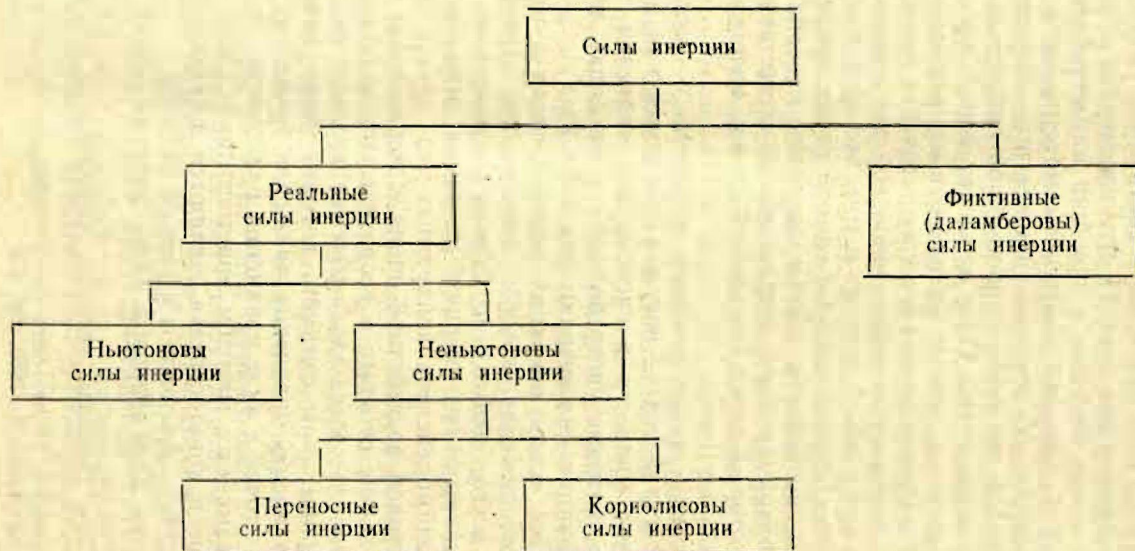 Силы инерции
Реальные
силы инерции
Фиктивные
(даламберовы)
силы инерции
Ньютоновы
силы инерции
Неньютоновы
силы инерции
Переносные
силы инерции
Кориолисовы
силы инерции